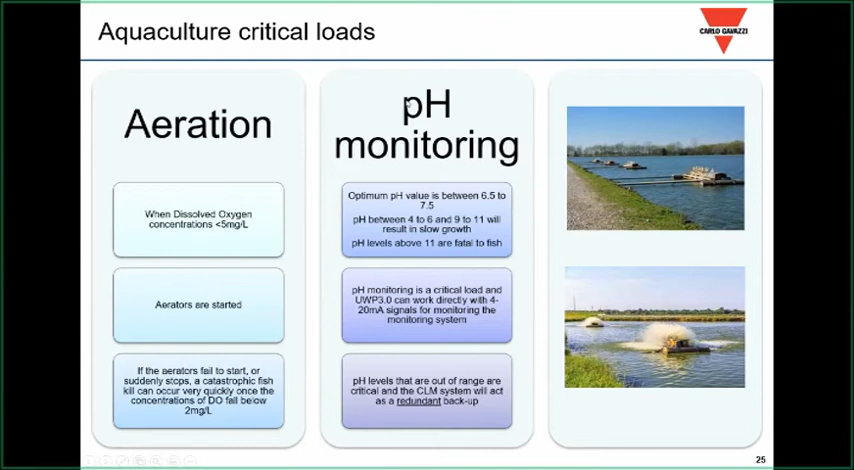 Aquaculture critical loads
CARLO GAVAZZI
Aeration
When Dissolved Oxygen
concentrations <5mg/L
Aerators are started
If the aerators fail to start, or
suddenly stops, a catastrophic fish
kill can occur very quickly once the
concentrations of DO fall below
2mg/L
pH
monitoring
Optimum pH value is between 6.5 to
7.5
pH between 4 to 6 and 9 to 11 will
result in slow growth
pH levels above 11 are fatal to fish
pH monitoring is a critical load and
UWP3.0 can work directly with 4-
20mA signals for monitoring the
monitoring system
pH levels that are out of range are
critical and the CLM system will act
as a redundant back-up
25